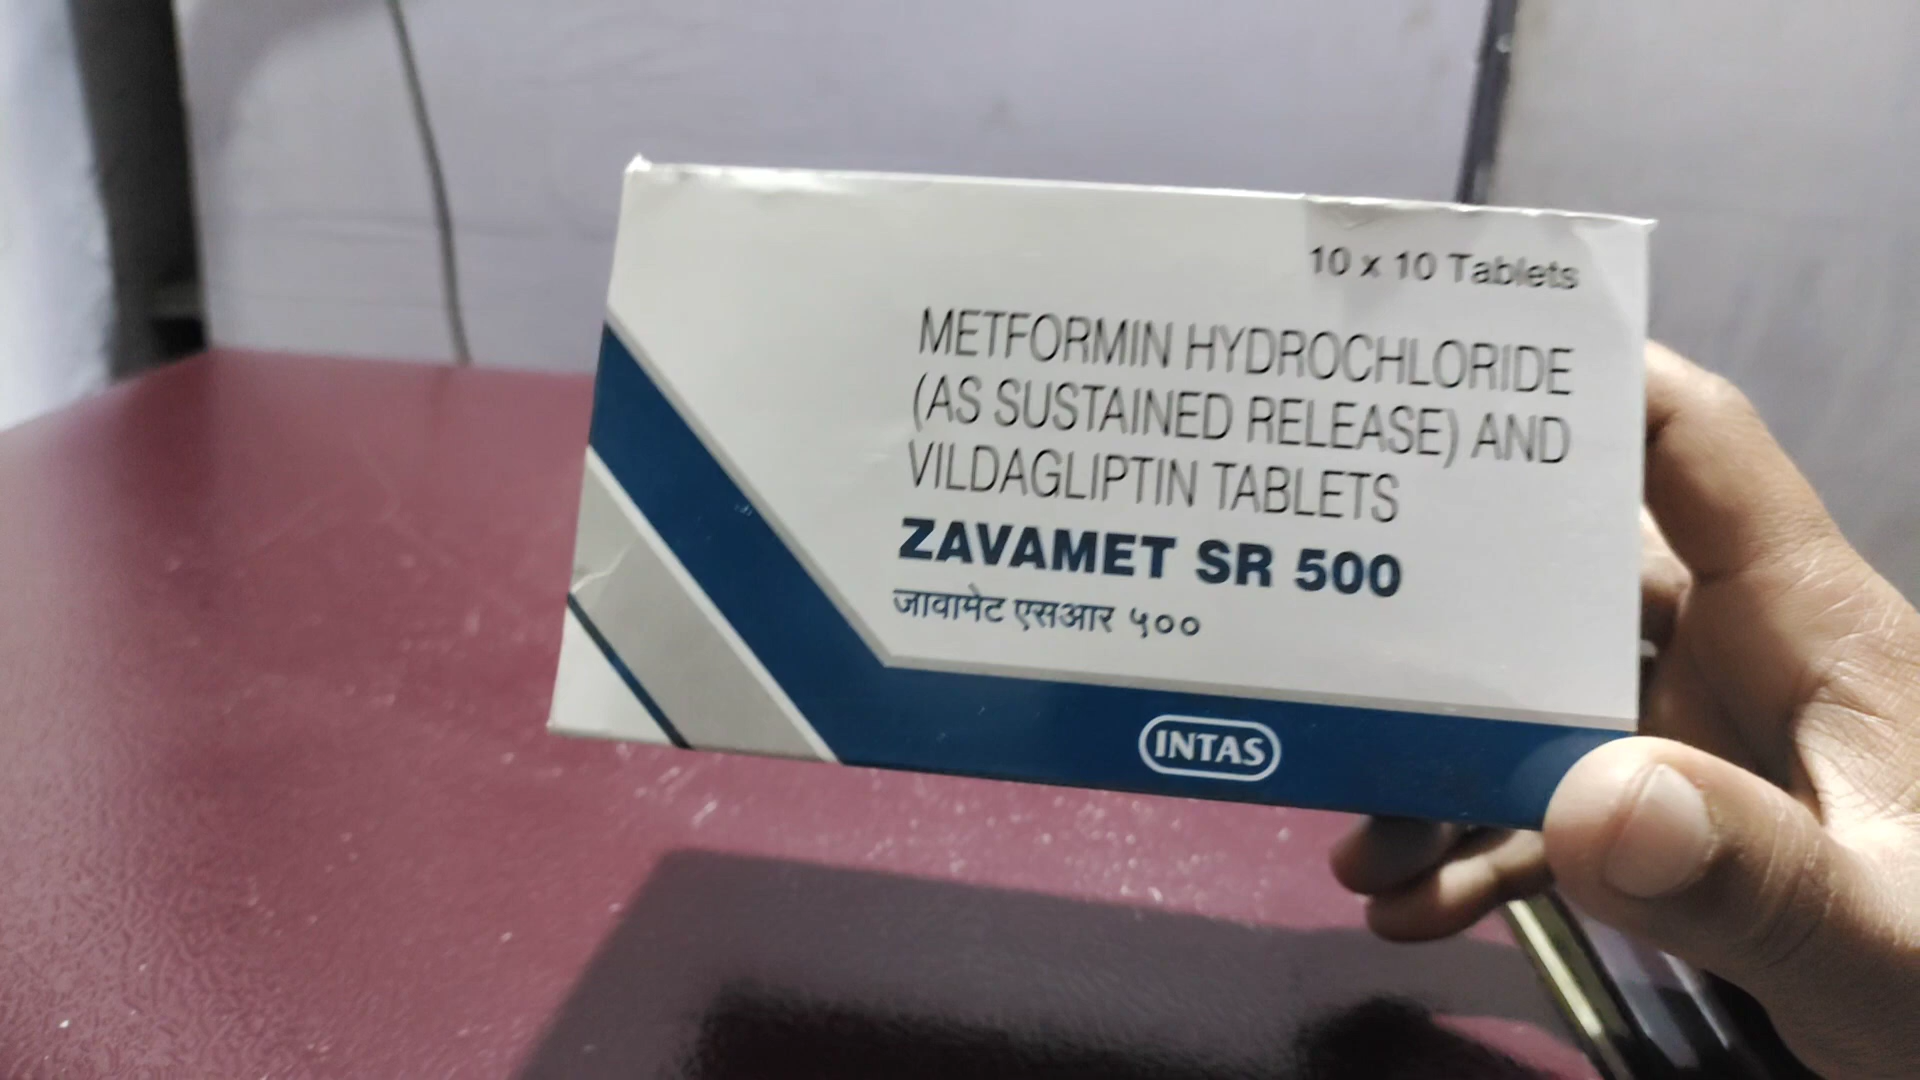 10 x 10 Tablets
METFORMIN HYDROCHLORIDE
(AS SUSTAINED RELEASE) AND
VILDAGLIPTIN TABLETS
ZAVAMET SR 500
जावामेट एसआर ५००
INTAS